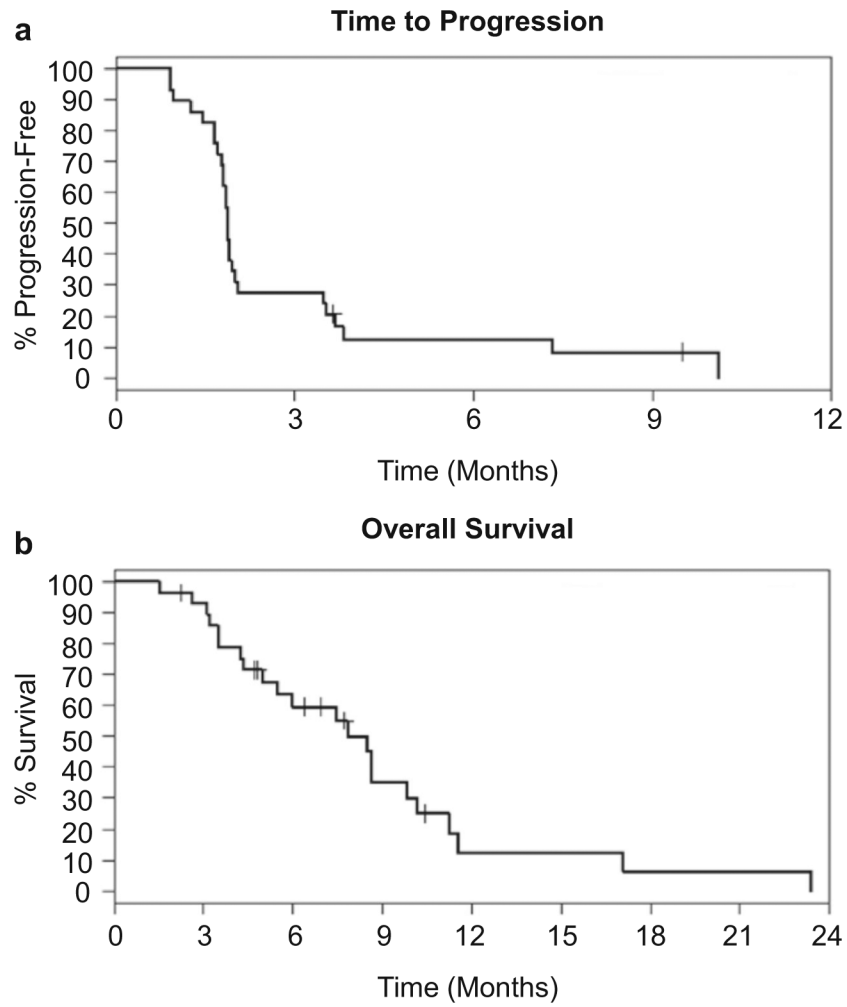 a
Time to Progression
% Progression-Free
100
90
80
70
60
50
40
30
20
10
0
0 3 6 9 12
Time (Months)
b
Overall Survival
% Survival
100
90
80
70
60
50
40
30
20
10
0
0 3 6 9 12 15 18 21 24
Time (Months)